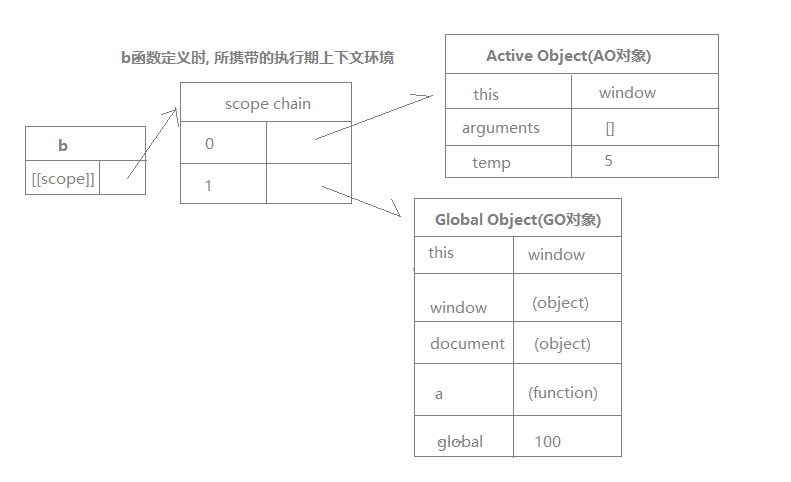 b函数定义时, 所携带的执行期上下文环境
Active Object(AO对象)
this window
arguments []
temp 5
scope chain
0
1
b
[[scope]]
Global Object(GO对象)
this window
window (object)
document (object)
a (function)
global 100